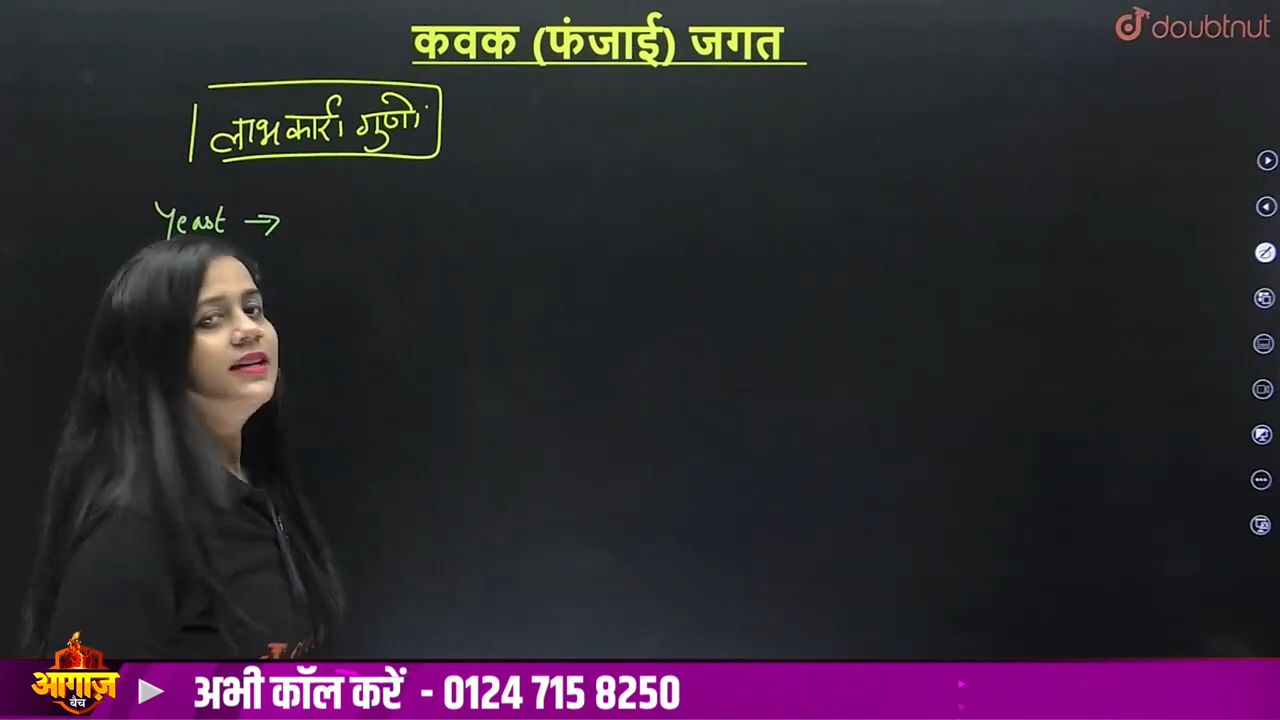 कवक (फंजाई) जगत
doubtnut
लाभकारी गुणों
Yeast →
आगाज़
बैच
अभी कॉल करें - 0124 715 8250